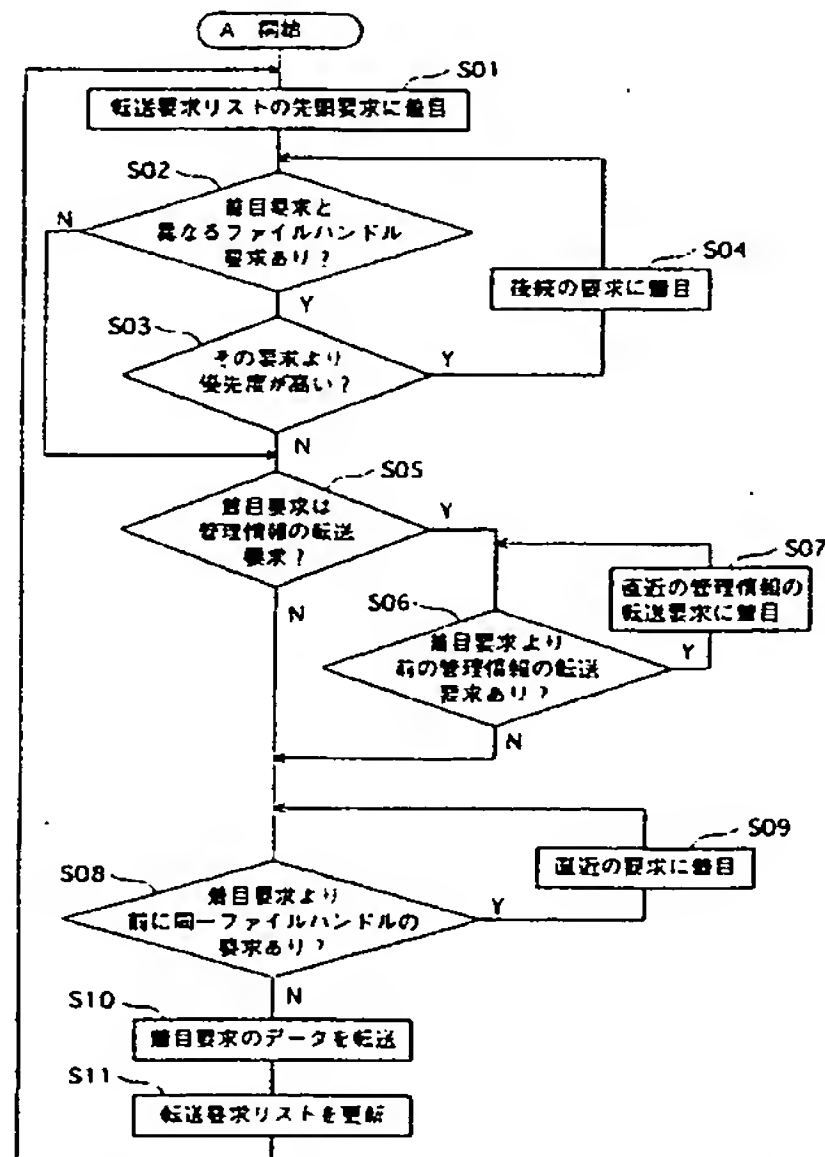 A 開始
S01
転送要求リストの先頭要求に着目
S02
着目要求と
異なるファイルハンドル
要求あり?
N
Y
S04
後続の要求に着目
S03
その要求より
優先度が高い?
Y
N
S05
着目要求は
管理情報の転送
要求?
Y
N
S07
直近の管理情報の
転送要求に着目
S06
着目要求より
前の管理情報の転送
要求あり?
Y
N
S09
直近の要求に着目
S08
着目要求より
前に同一ファイルハンドルの
要求あり?
Y
N
S10
着目要求のデータを転送
S11
転送要求リストを更新